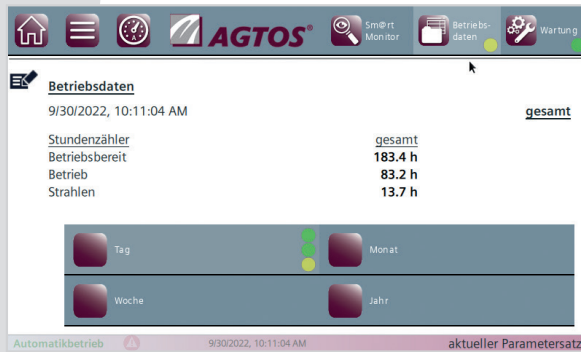 AGTOS®
Sm@rt
Monitor
Betriebs-
daten
Wartung
Betriebsdaten
9/30/2022, 10:11:04 AM gesamt
Stundenzähler gesamt
Betriebsbereit 183.4 h
Betrieb 83.2 h
Strahlen 13.7 h
Tag Monat
Woche Jahr
Automatikbetrieb 9/30/2022, 10:11:04 AM aktueller Parametersatz